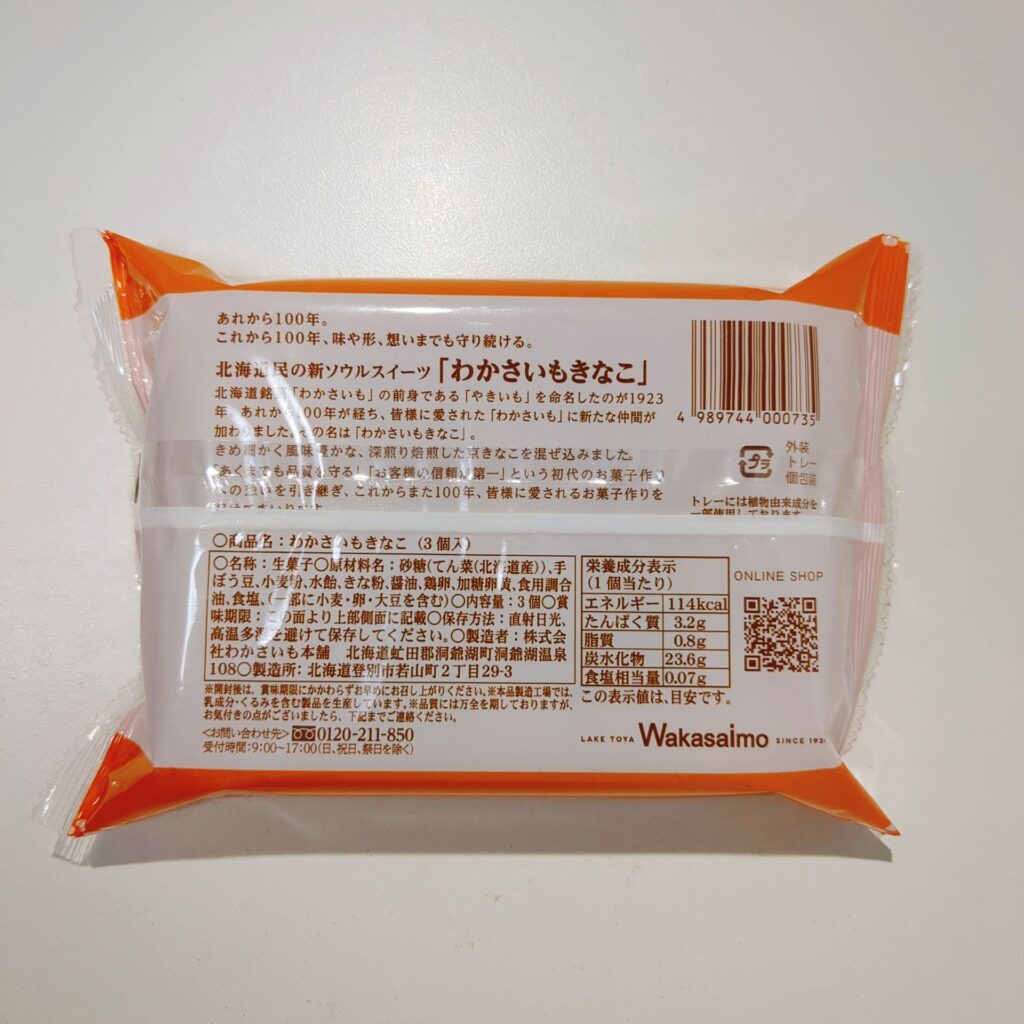 あれから100年。
これから100年、味や形、想いまでも守り続ける。
北海道民の新ソウルスイーツ「わかさいもきなこ」
北海道銘菓「わかさいも」の前身である「やきいも」を命名したのが1923
年。あれから100年が経ち、皆様に愛された「わかさいも」に新たな仲間が
加わりました。その名は「わかさいもきなこ」。
きめ細かく風味豊かな、深煎り焙煎した京きなこを混ぜ込みました。
「あくまでも品質を守る」「お客様の信頼が第一」という初代のお菓子作り
の想いを引き継ぎ、これからまた100年、皆様に愛されるお菓子作りを
4 989744 000735
プラ
外装
トレー
個包装
トレーには植物由来成分を
一部使用しております。
〇商品名：わかさいもきなこ（3個入）
〇名称：生菓子〇原材料名：砂糖(てん菜(北海道産))、手
ぼう豆、小麦粉、水飴、きな粉、醤油、鶏卵、加糖卵黄、食用調合
油、食塩、(一部に小麦・卵・大豆を含む)〇内容量：3個〇賞
味期限：この面より上部側面に記載〇保存方法：直射日光、
高温多湿を避けて保存してください。〇製造者：株式会
社わかさいも本舗　北海道虻田郡洞爺湖町洞爺湖温泉
108〇製造所：北海道登別市若山町2丁目29-3
※開封後は、賞味期限にかかわらずお早めにお召し上がりください。※本品製造工場では、
乳成分・くるみを含む製品を生産しています。※品質には万全を期しておりますが、
お気付きの点がございましたら、下記までご連絡ください。
<お問い合わせ先>0120-211-850
受付時間：9:00~17:00(日、祝日、祭日を除く)
栄養成分表示
（1個当たり）
エネルギー 114kcal
たんぱく質 3.2g
脂質 0.8g
炭水化物 23.6g
食塩相当量 0.07g
この表示値は、目安です。
ONLINE SHOP
LAKE TOYA Wakasaimo SINCE